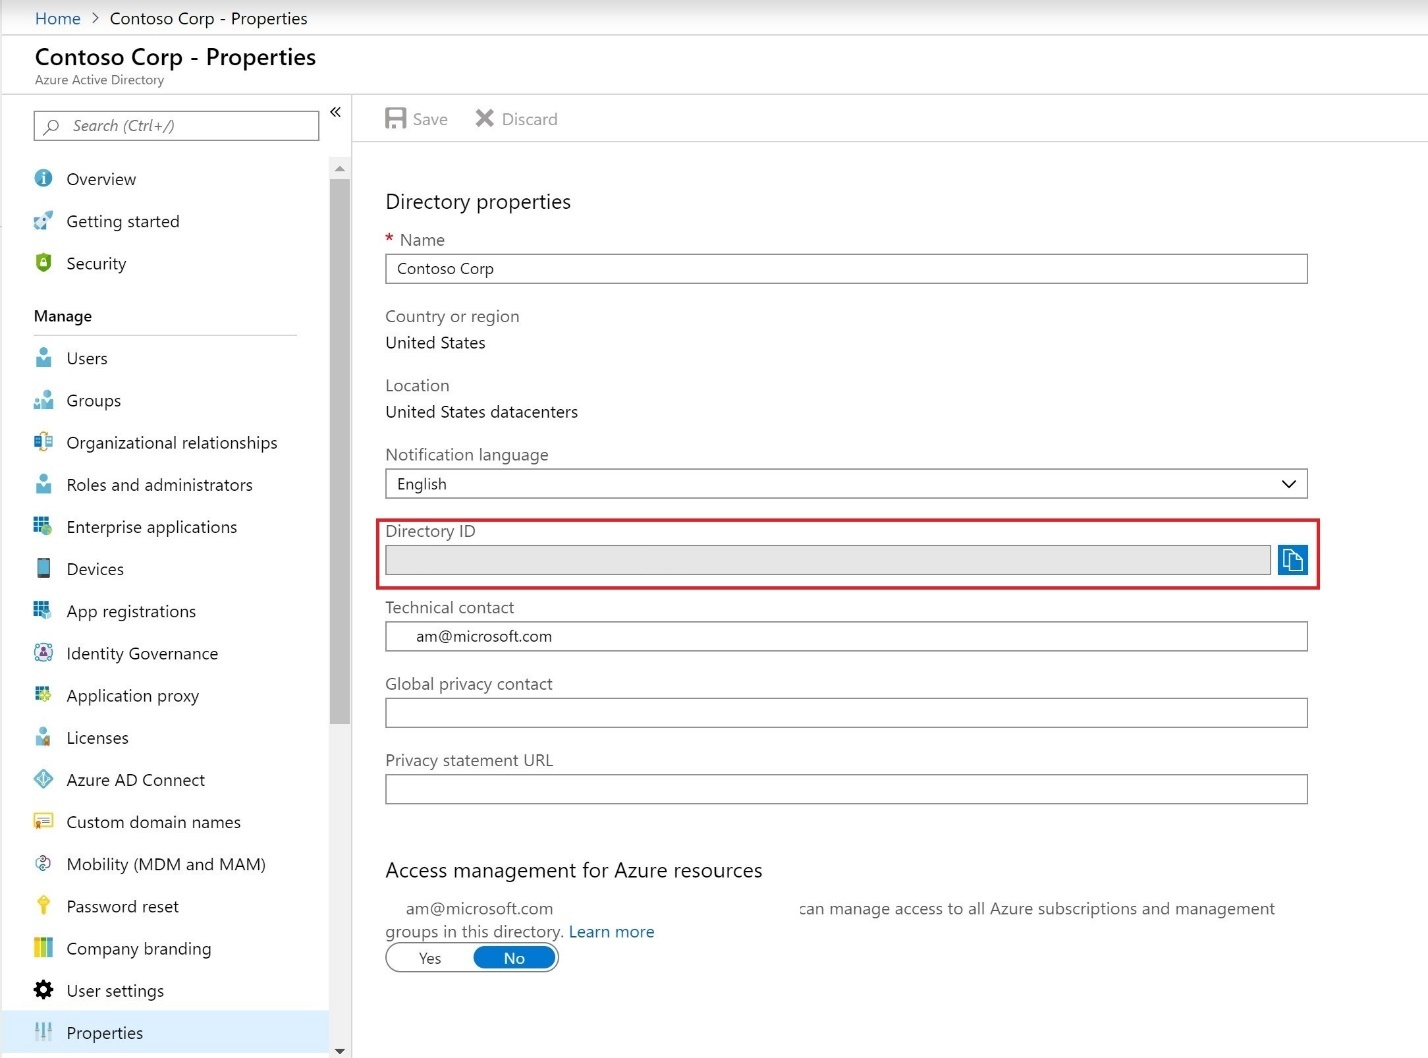 Home > Contoso Corp - Properties
Contoso Corp - Properties
Azure Active Directory
Search (Ctrl+/)
«
Overview
Getting started
Security
Manage
Users
Groups
Organizational relationships
Roles and administrators
Enterprise applications
Devices
App registrations
Identity Governance
Application proxy
Licenses
Azure AD Connect
Custom domain names
Mobility (MDM and MAM)
Password reset
Company branding
User settings
Properties
Save Discard
Directory properties
* Name
Contoso Corp
Country or region
United States
Location
United States datacenters
Notification language
English
Directory ID
Technical contact
am@microsoft.com
Global privacy contact
Privacy statement URL
Access management for Azure resources
am@microsoft.com can manage access to all Azure subscriptions and management
groups in this directory. Learn more
Yes No